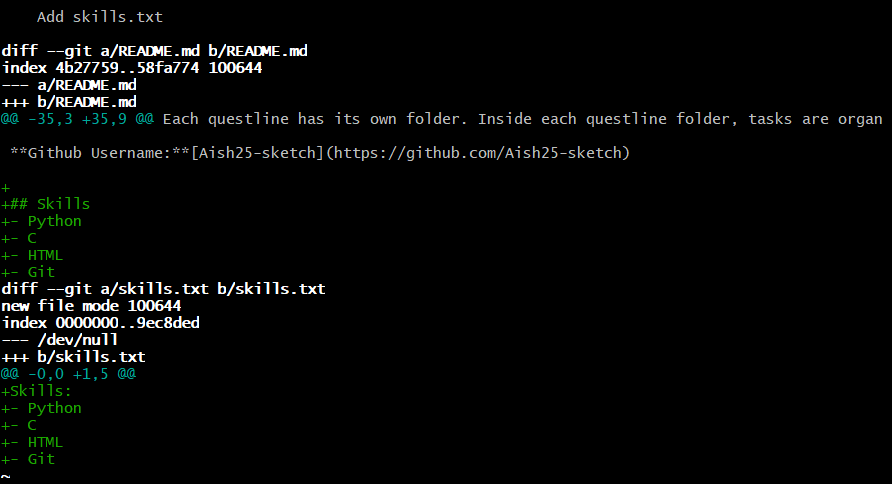 Add skills.txt
diff --git a/README.md b/README.md
index 4b27759..58fa774 100644
--- a/README.md
+++ b/README.md
@@ -35,3 +35,9 @@ Each questline has its own folder. Inside each questline folder, tasks are organ
**Github Username:**[Aish25-sketch](https://github.com/Aish25-sketch)
+
+## Skills
+- Python
+- C
+- HTML
+- Git
diff --git a/skills.txt b/skills.txt
new file mode 100644
index 0000000..9ec8ded
--- /dev/null
+++ b/skills.txt
@@ -0,0 +1,5 @@
+Skills:
+- Python
+- C
+- HTML
+- Git
~